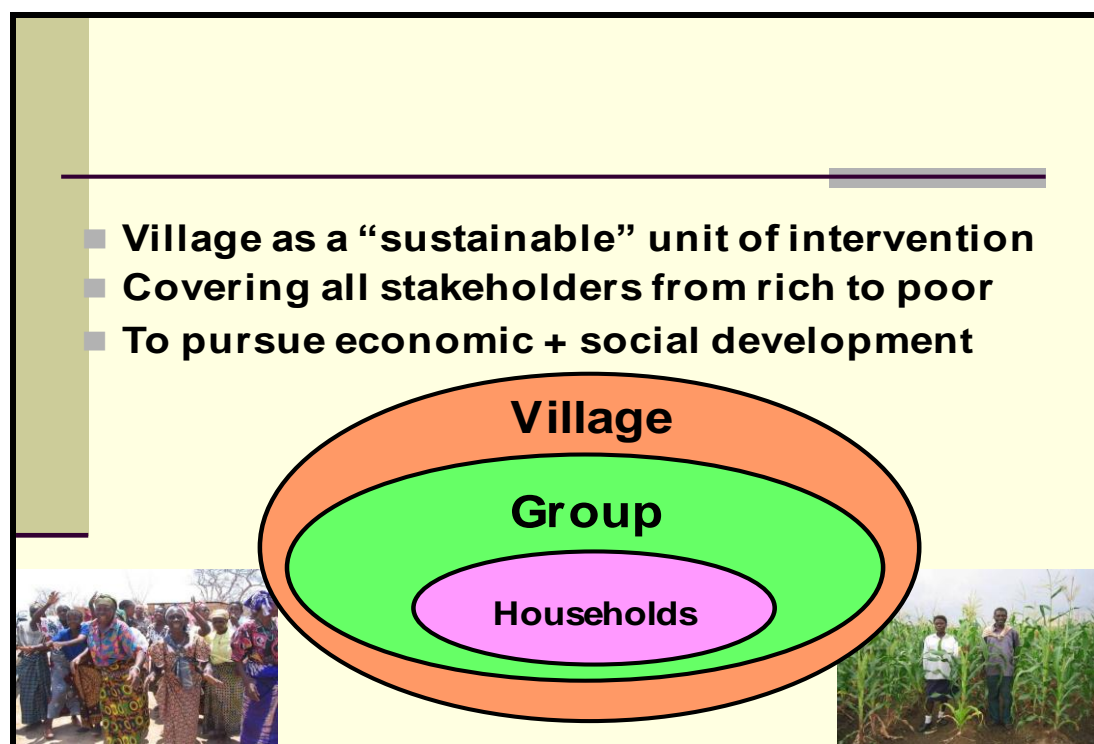 Village as a “sustainable” unit of intervention
Covering all stakeholders from rich to poor
To pursue economic + social development
Village
Group
Households